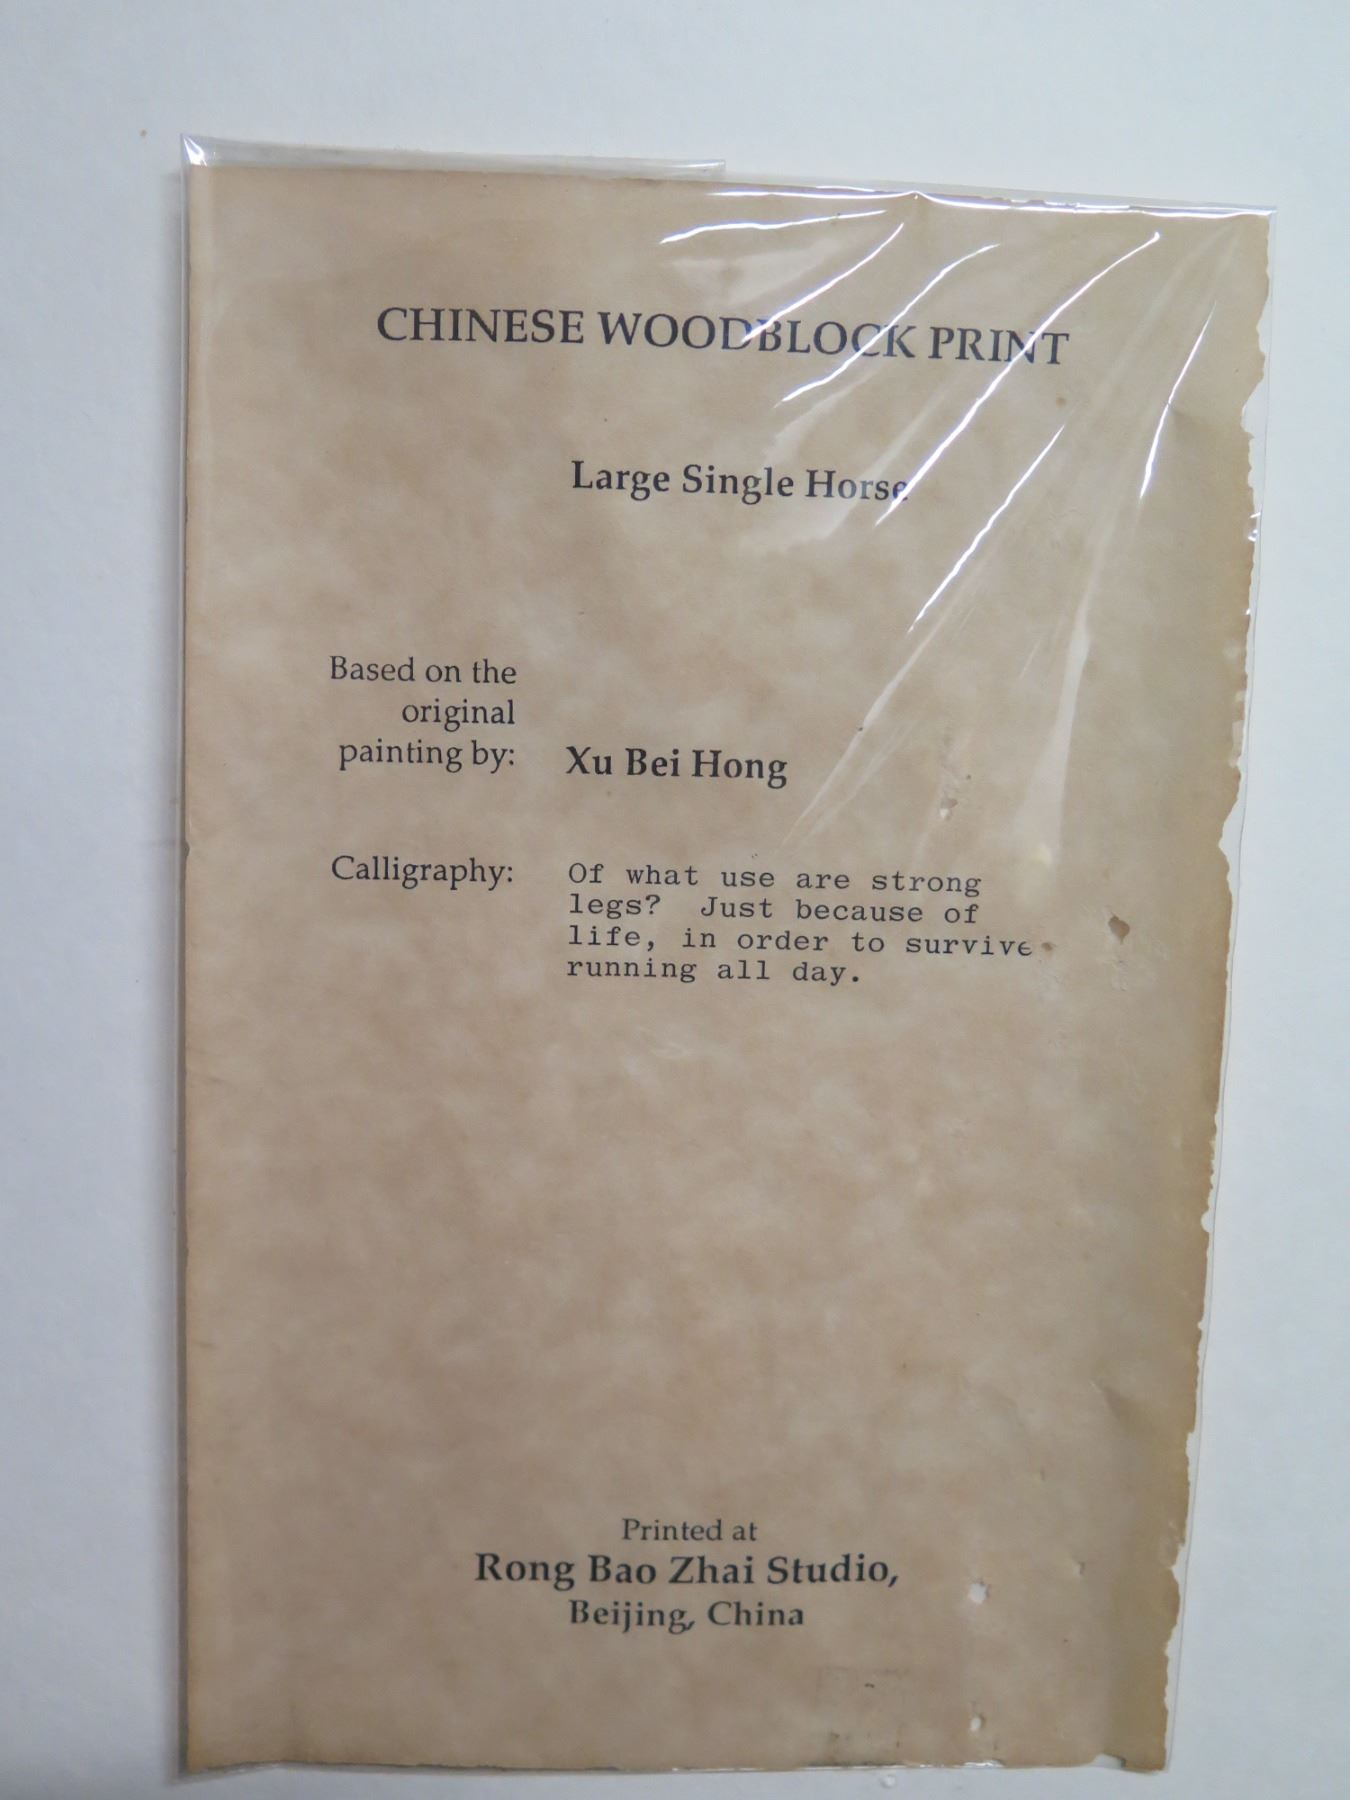 CHINESE WOODBLOCK PRINT
Large Single Horse
Based on the
original
painting by: Xu Bei Hong
Calligraphy: Of what use are strong
legs? Just because of
life, in order to survive
running all day.
Printed at
Rong Bao Zhai Studio,
Beijing, China